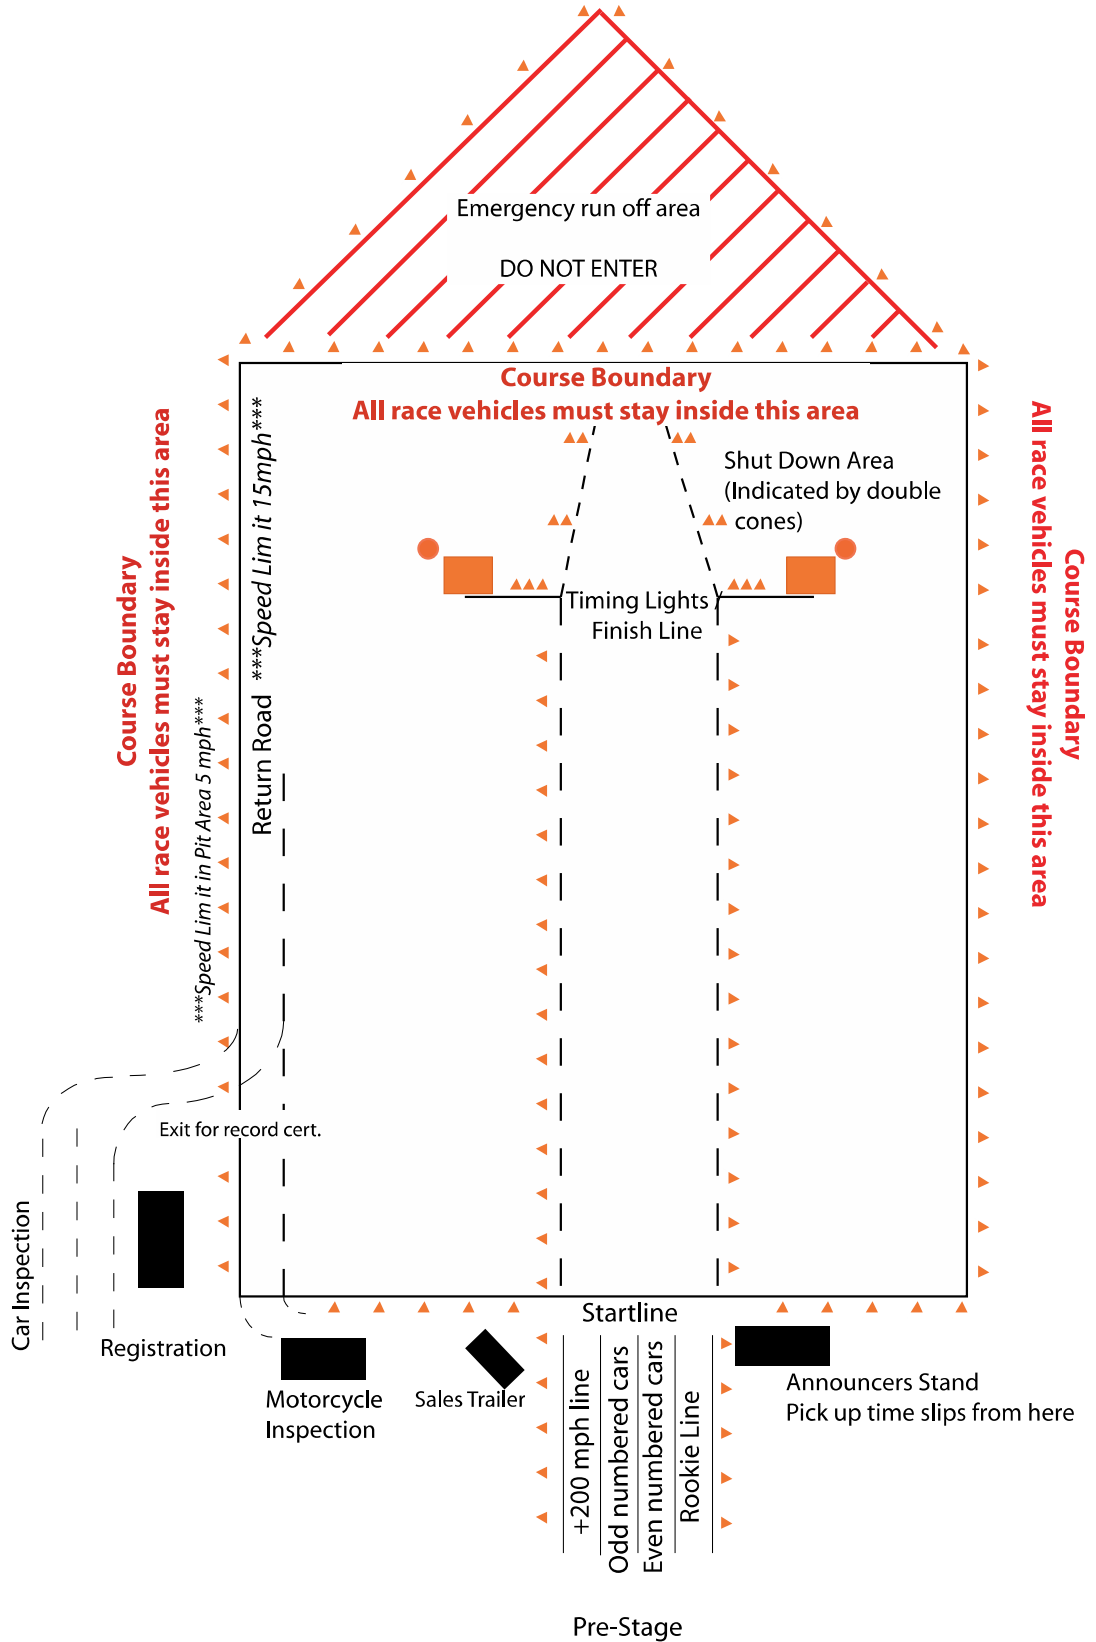 Emergency run off area
DO NOT ENTER
Course Boundary
All race vehicles must stay inside this area
Shut Down Area
(Indicated by double
cones)
Timing Lights /
Finish Line
Course Boundary
All race vehicles must stay inside this area
***Speed Lim it in Pit Area 5 mph***
Return Road ***Speed Lim it 15mph***
Course Boundary
All race vehicles must stay inside this area
Exit for record cert.
Car Inspection
Registration
Motorcycle
Inspection
Sales Trailer
Startline
+200 mph line
Odd numbered cars
Even numbered cars
Rookie Line
Announcers Stand
Pick up time slips from here
Pre-Stage